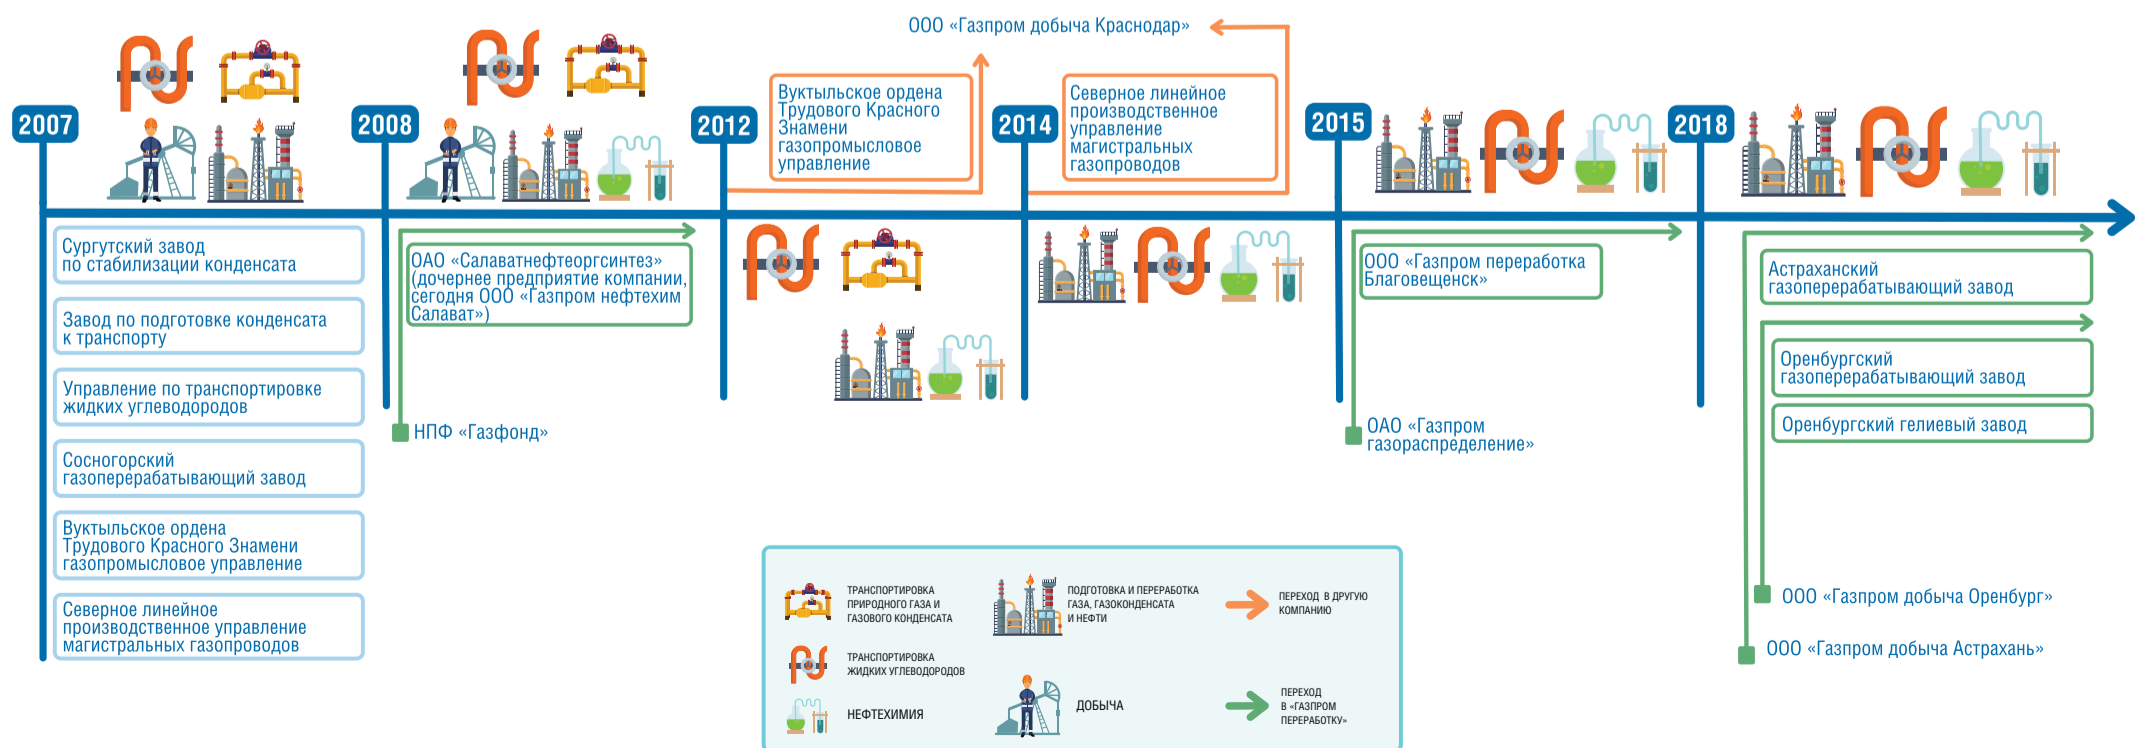 ООО «Газпром добыча Краснодар»
2007
2008
2012
Вуктыльское ордена
Трудового Красного
Знамени
газопромысловое
управление
2014
Северное линейное
производственное
управление
магистральных
газопроводов
2015
2018
Сургутский завод
по стабилизации конденсата
Завод по подготовке конденсата
к транспорту
Управление по транспортировке
жидких углеводородов
Сосногорский
газоперерабатывающий завод
Вуктыльское ордена
Трудового Красного Знамени
газопромысловое управление
Северное линейное
производственное управление
магистральных газопроводов
ОАО «Салаватнефтеоргсинтез»
(дочернее предприятие компании,
сегодня ООО «Газпром нефтехим
Салават»)
НПФ «Газфонд»
ООО «Газпром переработка
Благовещенск»
ОАО «Газпром
газораспределение»
Астраханский
газоперерабатывающий завод
Оренбургский
газоперерабатывающий завод
Оренбургский гелиевый завод
ООО «Газпром добыча Оренбург»
ООО «Газпром добыча Астрахань»
ТРАНСПОРТИРОВКА
ПРИРОДНОГО ГАЗА И
ГАЗОВОГО КОНДЕНСАТА
ТРАНСПОРТИРОВКА
ЖИДКИХ УГЛЕВОДОРОДОВ
НЕФТЕХИМИЯ
ПОДГОТОВКА И ПЕРЕРАБОТКА
ГАЗА, ГАЗОКОНДЕНСАТА
И НЕФТИ
ДОБЫЧА
ПЕРЕХОД В ДРУГУЮ
КОМПАНИЮ
ПЕРЕХОД
В «ГАЗПРОМ
ПЕРЕРАБОТКУ»